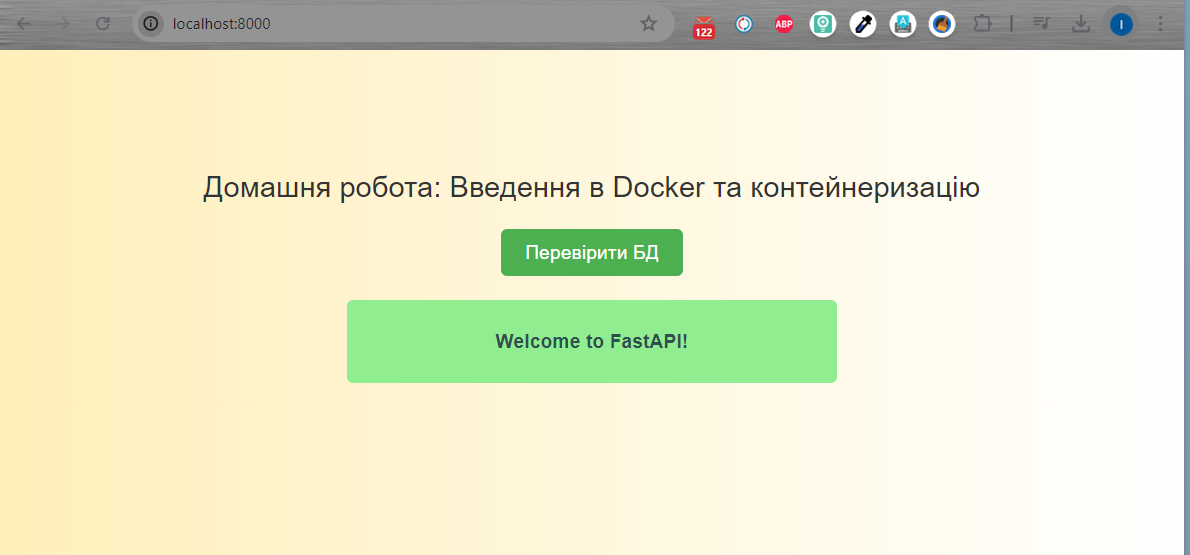 localhost:8000
122
ABP
I
Домашня робота: Введення в Docker та контейнеризацію
Перевірити БД
Welcome to FastAPI!